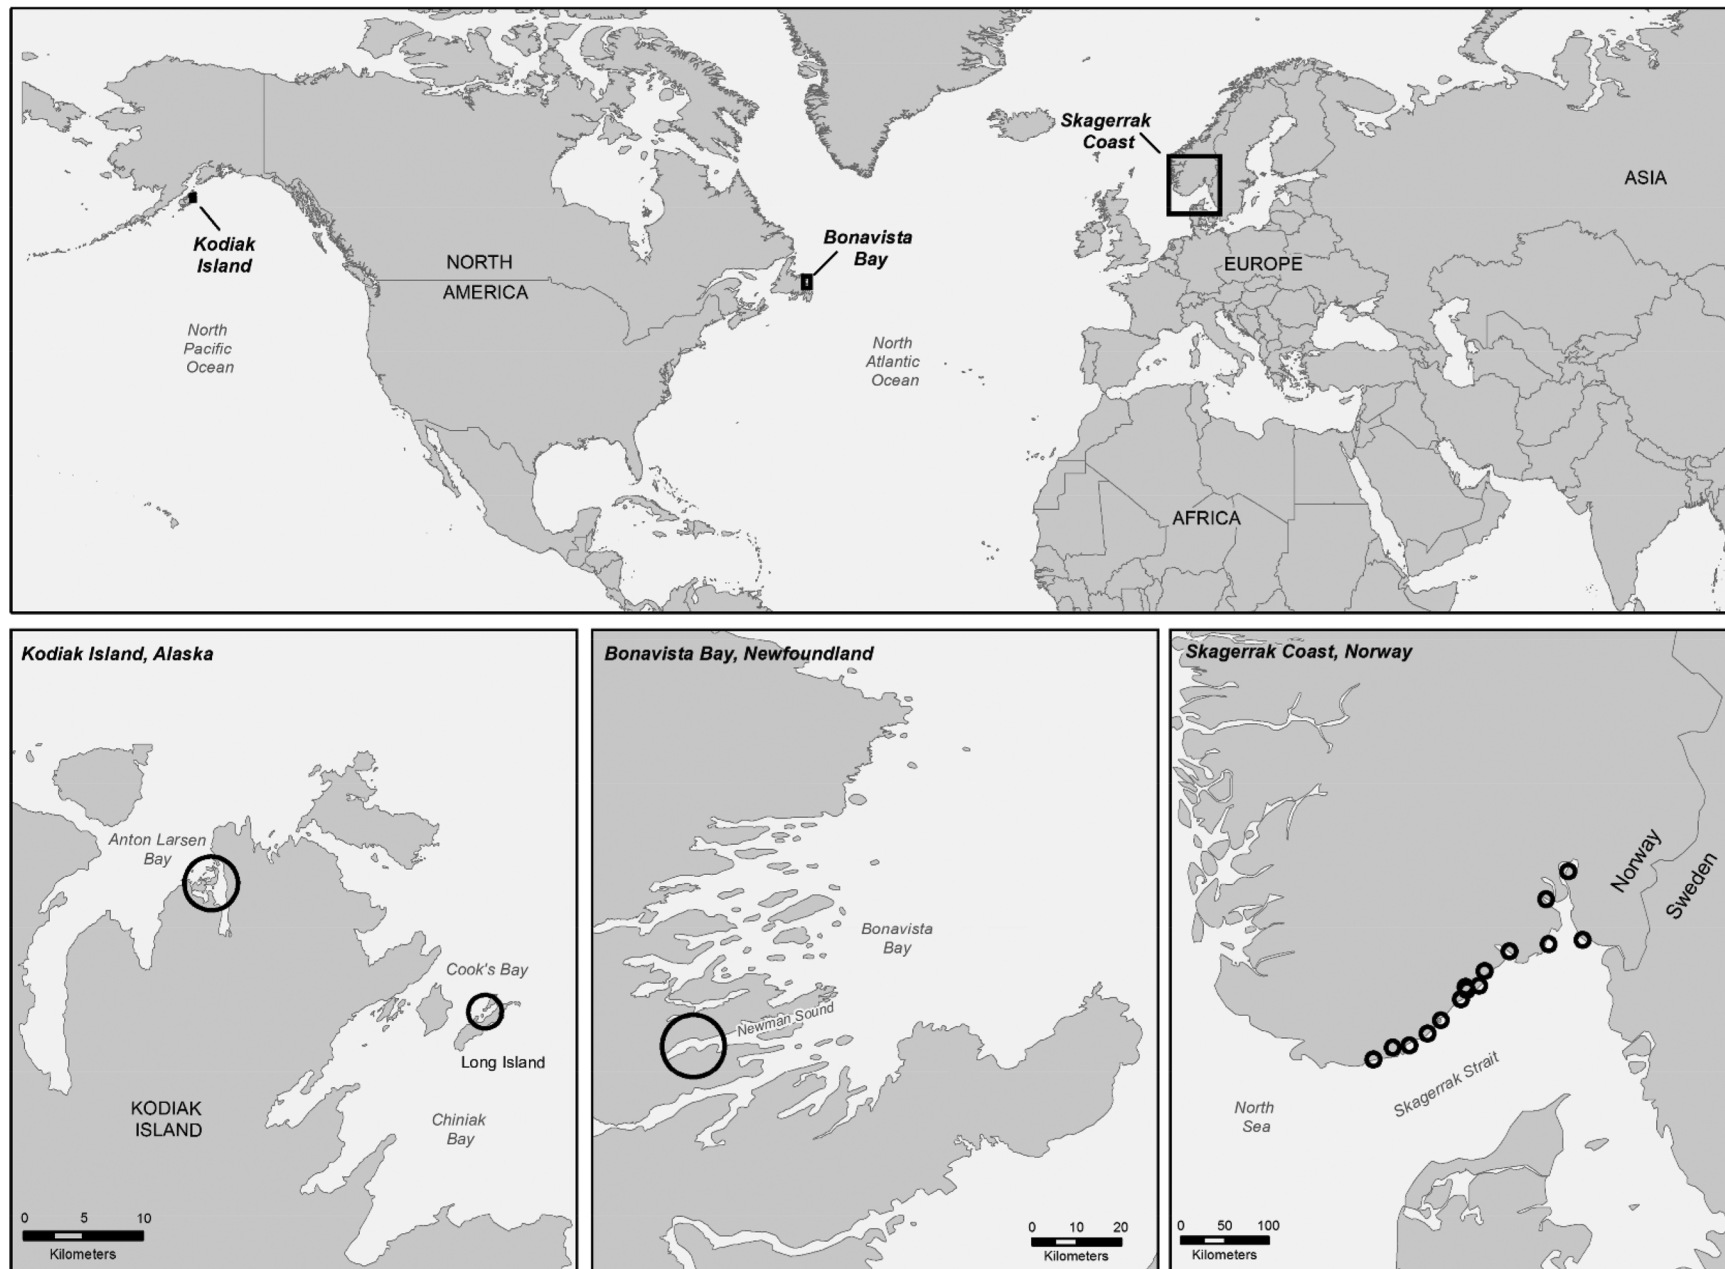 Skagerrak
Coast
ASIA
Kodiak
Island
Bonavista
Bay
NORTH
AMERICA
EUROPE
North
Pacific
Ocean
North
Atlantic
Ocean
AFRICA
Kodiak Island, Alaska
Anton Larsen
Bay
Cook's Bay
Long Island
KODIAK
ISLAND
Chiniak
Bay
0 5 10
Kilometers
Bonavista Bay, Newfoundland
Bonavista
Bay
Newman Sound
0 10 20
Kilometers
Skagerrak Coast, Norway
Norway
Sweden
Skagerrak Strait
North
Sea
0 50 100
Kilometers